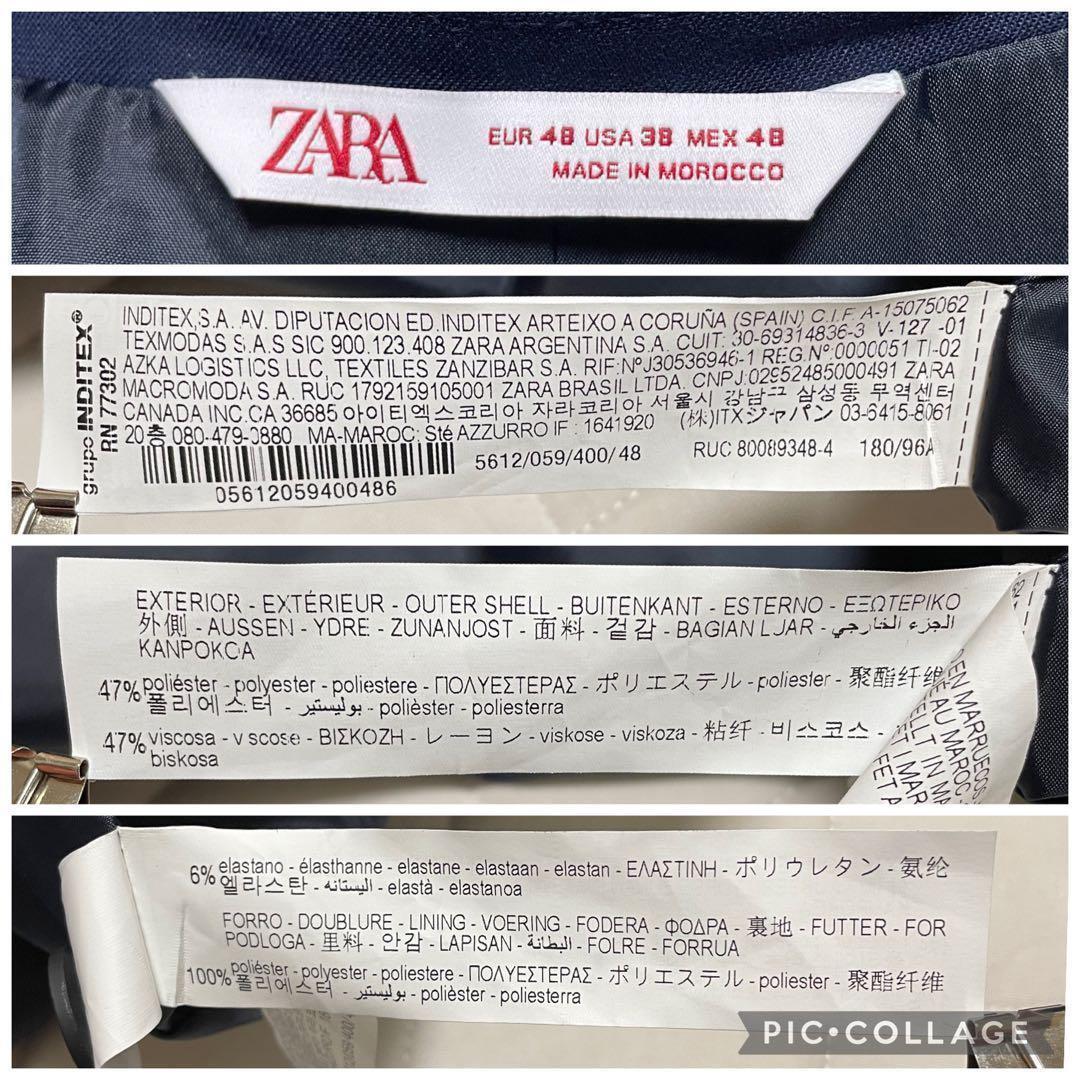 ZARA
EUR 48 USA 38 MEX 48
MADE IN MOROCCO
grupo INDITEX®
RN 77302
INDITEX,S.A. AV. DIPUTACION ED.INDITEX ARTEIXO A CORUÑA (SPAIN) C.I.F. A-15075062
TEXMODAS S.A.S SIC 900.123.408 ZARA ARGENTINA S.A. CUIT: 30-69314836-3 V-127 -01
AZKA LOGISTICS LLC, TEXTILES ZANZIBAR S.A. RIF:NºJ30536946-1 REG Nº:0000051 TI-02
MACROMODA S.A. RUC 1792159105001 ZARA BRASIL LTDA. CNPJ:02952485000491 ZARA
CANADA INC.CA.36685 아이티엑스코리아 자라코리아 서울시 강남구 삼성동 무역센터
20층 080-479-0880 MA-MAROC: Sté AZZURRO IF : 1641920 (株)ITXジャパン 03-6415-8061
5612/059/400/48 RUC 80089348-4 180/96A
05612059400486
EXTERIOR - EXTÉRIEUR - OUTER SHELL - BUITENKANT - ESTERNO - ΕΞΩΤΕΡΙΚΟ
外側 - AUSSEN - YDRE - ZUNANJOST - 面料 - 겉감 - BAGIAN LJAR - الجزء الخارجي -
KANPOKOA
47% poliéster - polyester - poliestere - ΠΟΛΥΕΣΤΕΡΑΣ - ポリエステル - poliester - 聚酯纤维
폴리에스터 - بوليستير - polièster - poliesterra
47% viscosa - viscose - ΒΙΣΚΟΖΗ - レーヨン - viskose - viskoza - 粘纤 - 비스코스 -
biskosa
EN MARRUECOS
MAROC
6% elastano - élasthanne - elastane - elastaan - elastan - ΕΛΑΣΤΙΝΗ - ポリウレタン - 氨纶
엘라스탄 - اليستانه - elastà - elastanoa
FORRO - DOUBLURE - LINING - VOERING - FODERA - ΦΟΔΡΑ - 裏地 - FUTTER - FOR
PODLOGA - 里料 - 안감 - LAPISAN - البطانة - FOLRE - FORRUA
100% poliéster - polyester - poliestere - ΠΟΛΥΕΣΤΕΡΑΣ - ポリエステル - poliester - 聚酯纤维
폴리에스터 - بوليستير - polièster - poliesterra
PIC•COLLAGE